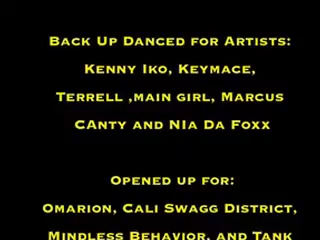 Back Up Danced for Artists:
Kenny Iko, Keymace,
Terrell ,main girl, Marcus
CAnty and NIa Da Foxx
Opened up for:
Omarion, Cali Swagg District,
Mindless Behavior, and Tank